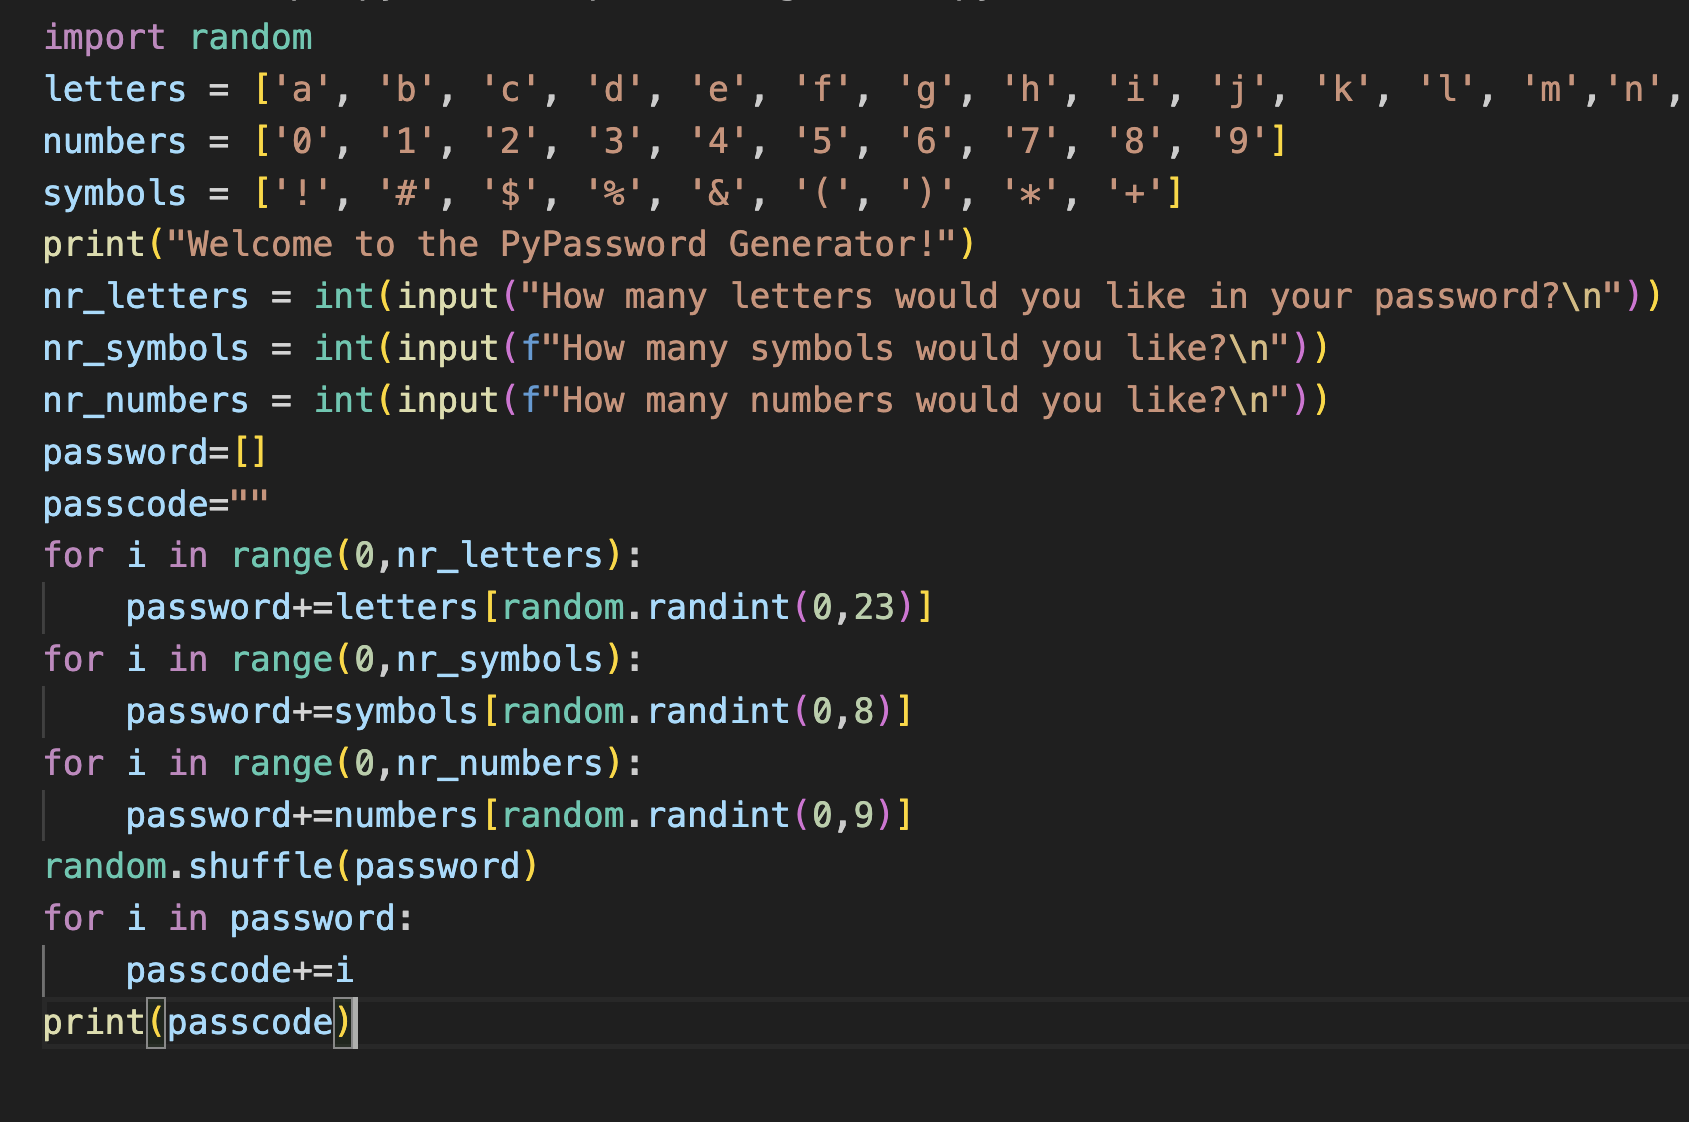 import random
letters = ['a', 'b', 'c', 'd', 'e', 'f', 'g', 'h', 'i', 'j', 'k', 'l', 'm','n',
numbers = ['0', '1', '2', '3', '4', '5', '6', '7', '8', '9']
symbols = ['!', '#', '$', '%', '&', '(', ')', '*', '+']
print("Welcome to the PyPassword Generator!")
nr_letters = int(input("How many letters would you like in your password?\n"))
nr_symbols = int(input(f"How many symbols would you like?\n"))
nr_numbers = int(input(f"How many numbers would you like?\n"))
password=[]
passcode=""
for i in range(0,nr_letters):
    password+=letters[random.randint(0,23)]
for i in range(0,nr_symbols):
    password+=symbols[random.randint(0,8)]
for i in range(0,nr_numbers):
    password+=numbers[random.randint(0,9)]
random.shuffle(password)
for i in password:
    passcode+=i
print(passcode)